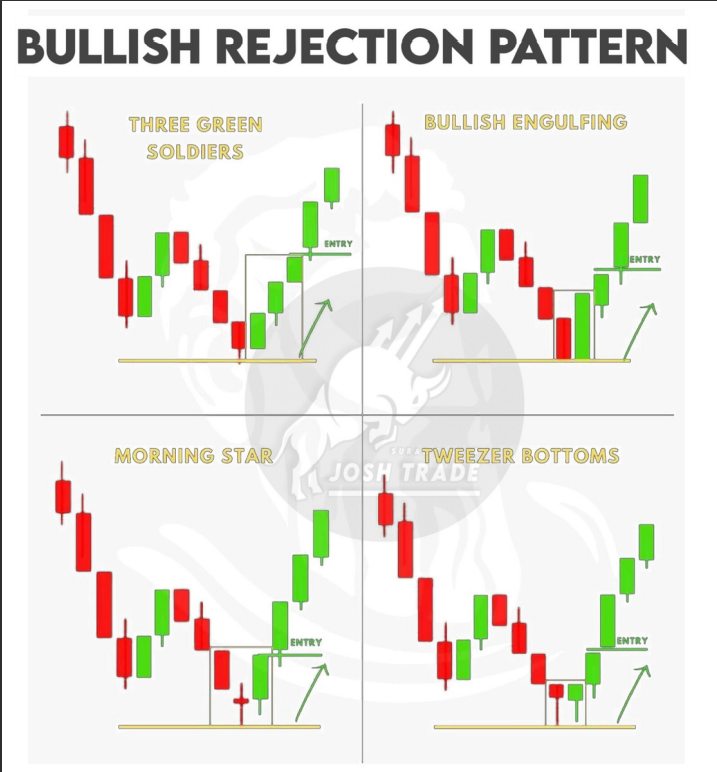 BULLISH REJECTION PATTERN
THREE GREEN
SOLDIERS
ENTRY
BULLISH ENGULFING
ENTRY
MORNING STAR
ENTRY
TWEEZER BOTTOMS
ENTRY
JOSH TRADE